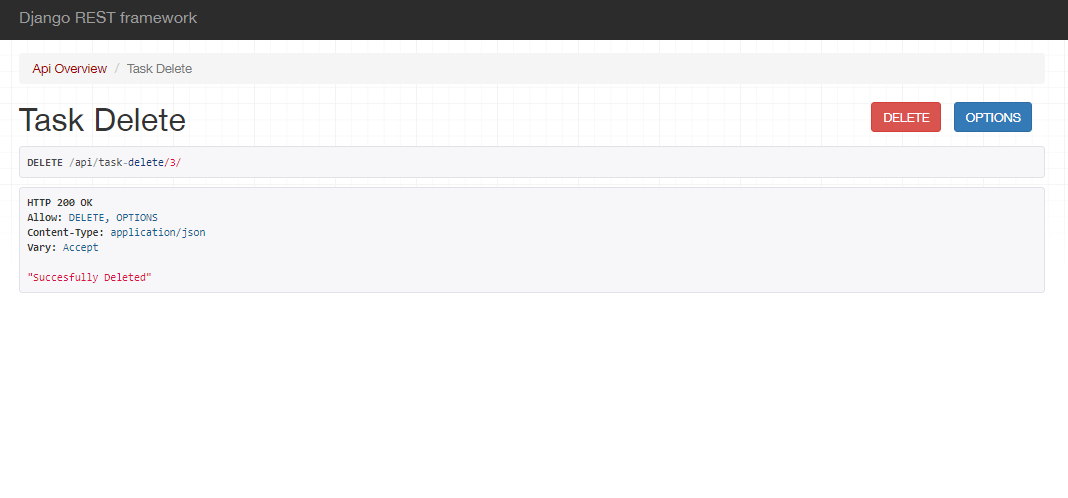 Django REST framework
Api Overview / Task Delete
Task Delete
DELETE
OPTIONS
DELETE /api/task-delete/3/
HTTP 200 OK
Allow: DELETE, OPTIONS
Content-Type: application/json
Vary: Accept
"Succesfully Deleted"